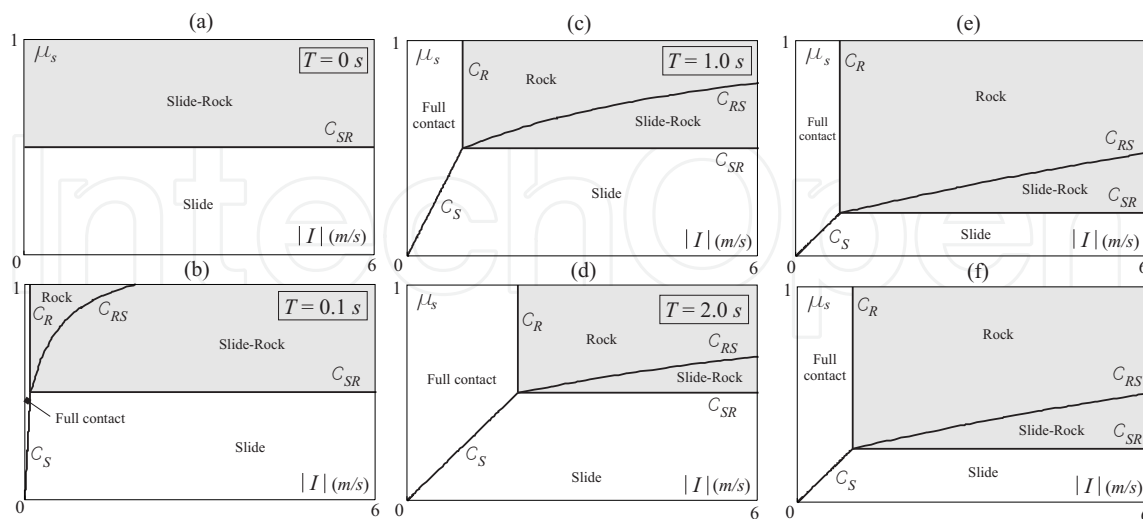 (a)
1
μs
T = 0 s
Slide-Rock
CSR
Slide
| I | (m/s)
0
6
(b)
1
Rock
CR
CRS
T = 0.1 s
Slide-Rock
CSR
Full contact
CS
Slide
| I | (m/s)
0
6
(c)
1
μs
CR
Rock
T = 1.0 s
Full
contact
CRS
Slide-Rock
CSR
CS
Slide
| I | (m/s)
0
6
(d)
1
μs
CR
T = 2.0 s
Rock
CRS
Full contact
Slide-Rock
CSR
CS
Slide
| I | (m/s)
0
6
(e)
1
μs
CR
Rock
Full
contact
CRS
Slide-Rock
CSR
CS
Slide
| I | (m/s)
0
6
(f)
1
μs
CR
Rock
Full
contact
CRS
Slide-Rock
CSR
CS
Slide
| I | (m/s)
0
6
IntechOpen